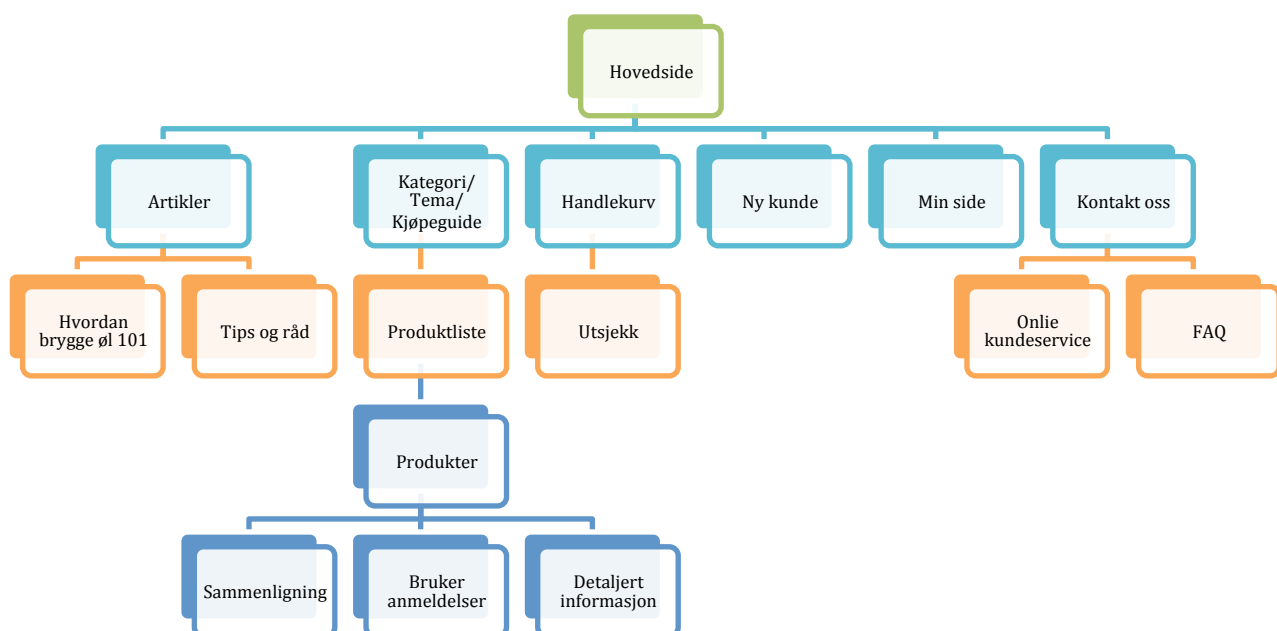 Hovedside
Artikler
Kategori/
Tema/
Kjøpeguide
Handlekurv
Ny kunde
Min side
Kontakt oss
Hvordan
brygge øl 101
Tips og råd
Produktliste
Utsjekk
Onlie
kundeservice
FAQ
Produkter
Sammenligning
Bruker
anmeldelser
Detaljert
informasjon